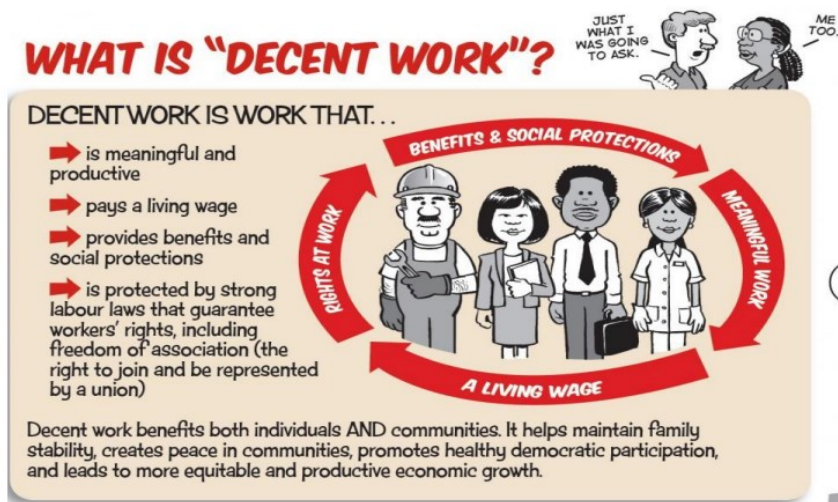 WHAT IS “DECENT WORK”?
JUST
WHAT I
WAS GOING
TO ASK.
ME
TOO.
DECENT WORK IS WORK THAT...
is meaningful and
productive
pays a living wage
provides benefits and
social protections
is protected by strong
labour laws that guarantee
workers' rights, including
freedom of association (the
right to join and be represented
by a union)
BENEFITS & SOCIAL PROTECTIONS
MEANINGFUL WORK
A LIVING WAGE
RIGHTS AT WORK
Decent work benefits both individuals AND communities. It helps maintain family
stability, creates peace in communities, promotes healthy democratic participation,
and leads to more equitable and productive economic growth.